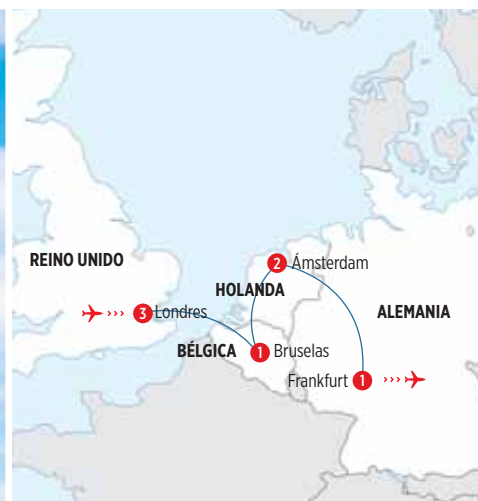 REINO UNIDO
2 Ámsterdam
HOLANDA
3 Londres
ALEMANIA
BÉLGICA
1 Bruselas
Frankfurt 1